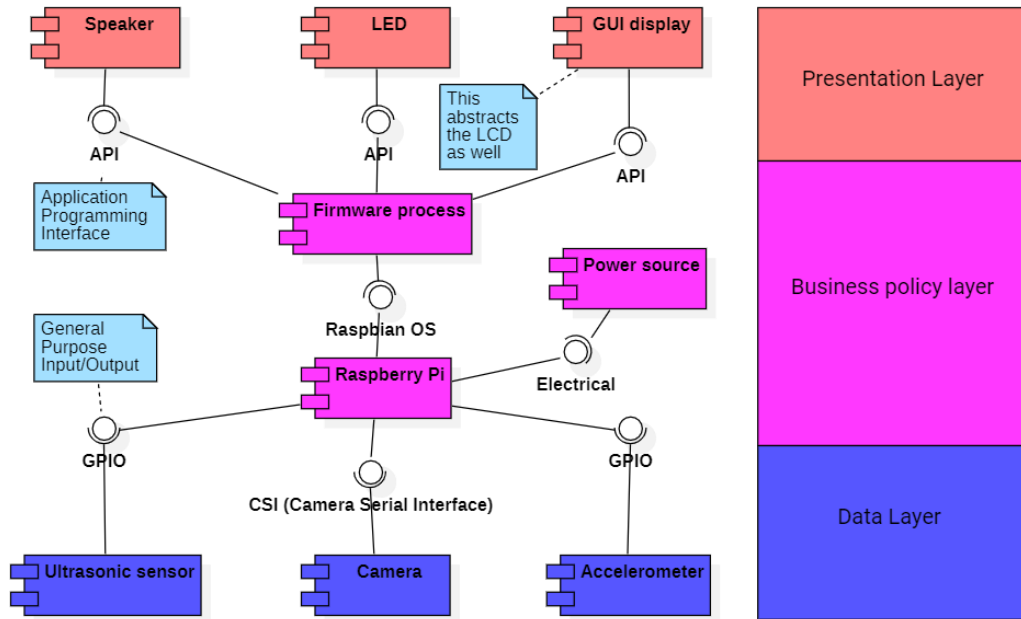 Speaker
LED
GUI display
Presentation Layer
This
abstracts
the LCD
as well
API
API
API
Application
Programming
Interface
Firmware process
Power source
Business policy layer
General
Purpose
Input/Output
Raspbian OS
Raspberry Pi
Electrical
GPIO
GPIO
CSI (Camera Serial Interface)
Data Layer
Ultrasonic sensor
Camera
Accelerometer